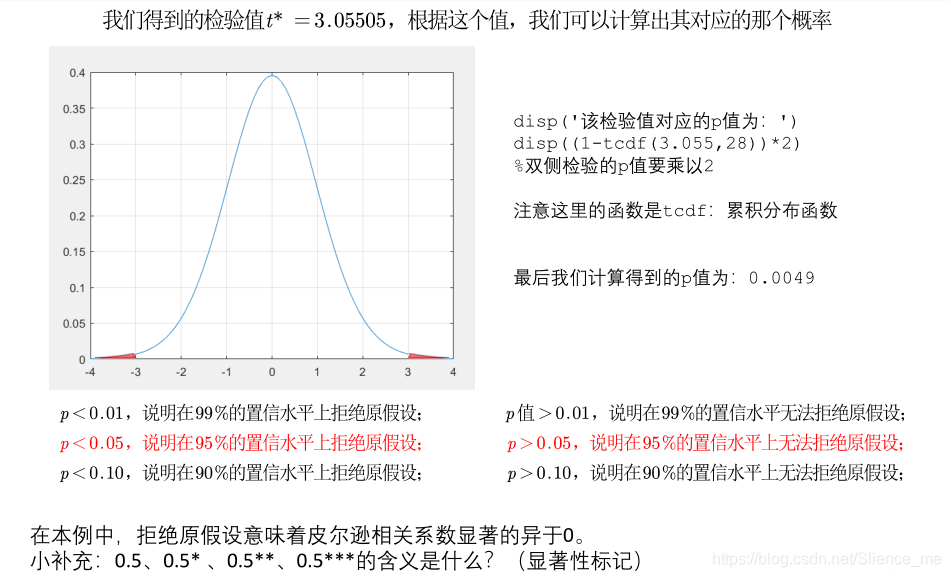 我们得到的检验值t* = 3.05505，根据这个值，我们可以计算出其对应的那个概率
0.4
0.35
0.3
0.25
0.2
0.15
0.1
0.05
0
-4 -3 -2 -1 0 1 2 3 4
disp('该检验值对应的p值为：')
disp((1-tcdf(3.055,28))*2)
%双侧检验的p值要乘以2
注意这里的函数是tcdf：累积分布函数
最后我们计算得到的p值为：0.0049
p < 0.01，说明在99%的置信水平上拒绝原假设；
p < 0.05，说明在95%的置信水平上拒绝原假设；
p < 0.10，说明在90%的置信水平上拒绝原假设；
p值 > 0.01，说明在99%的置信水平无法拒绝原假设；
p > 0.05，说明在95%的置信水平上无法拒绝原假设；
p > 0.10，说明在90%的置信水平上无法拒绝原假设；
在本例中，拒绝原假设意味着皮尔逊相关系数显著的异于0。
小补充：0.5、0.5* 、0.5**、0.5***的含义是什么？（显著性标记）
https://blog.csdn.net/Slience_me